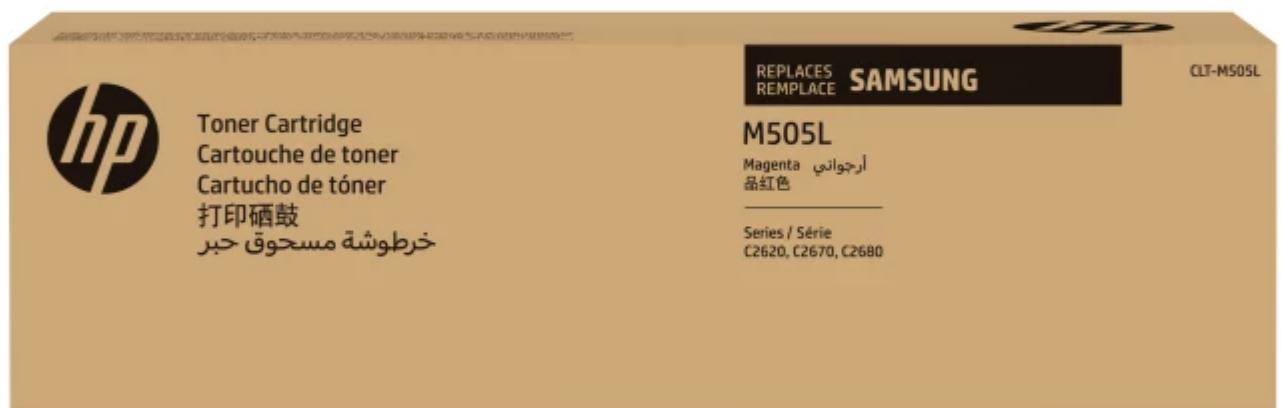 hp
Toner Cartridge
Cartouche de toner
Cartucho de tóner
打印硒鼓
خرطوشة مسحوق حبر
REPLACES
REMPLACE SAMSUNG
CLT-M505L
M505L
Magenta أرجواني
品红色
Series / Série
C2620, C2670, C2680